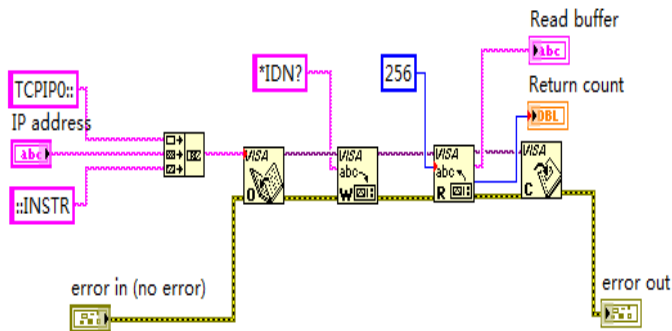 Read buffer
abc
TCPIP0::
*IDN?
256
Return count
DBL
IP address
abc
VISA
abc
W
VISA
abc
R
VISA
C
VISA
O
::INSTR
error in (no error)
error out